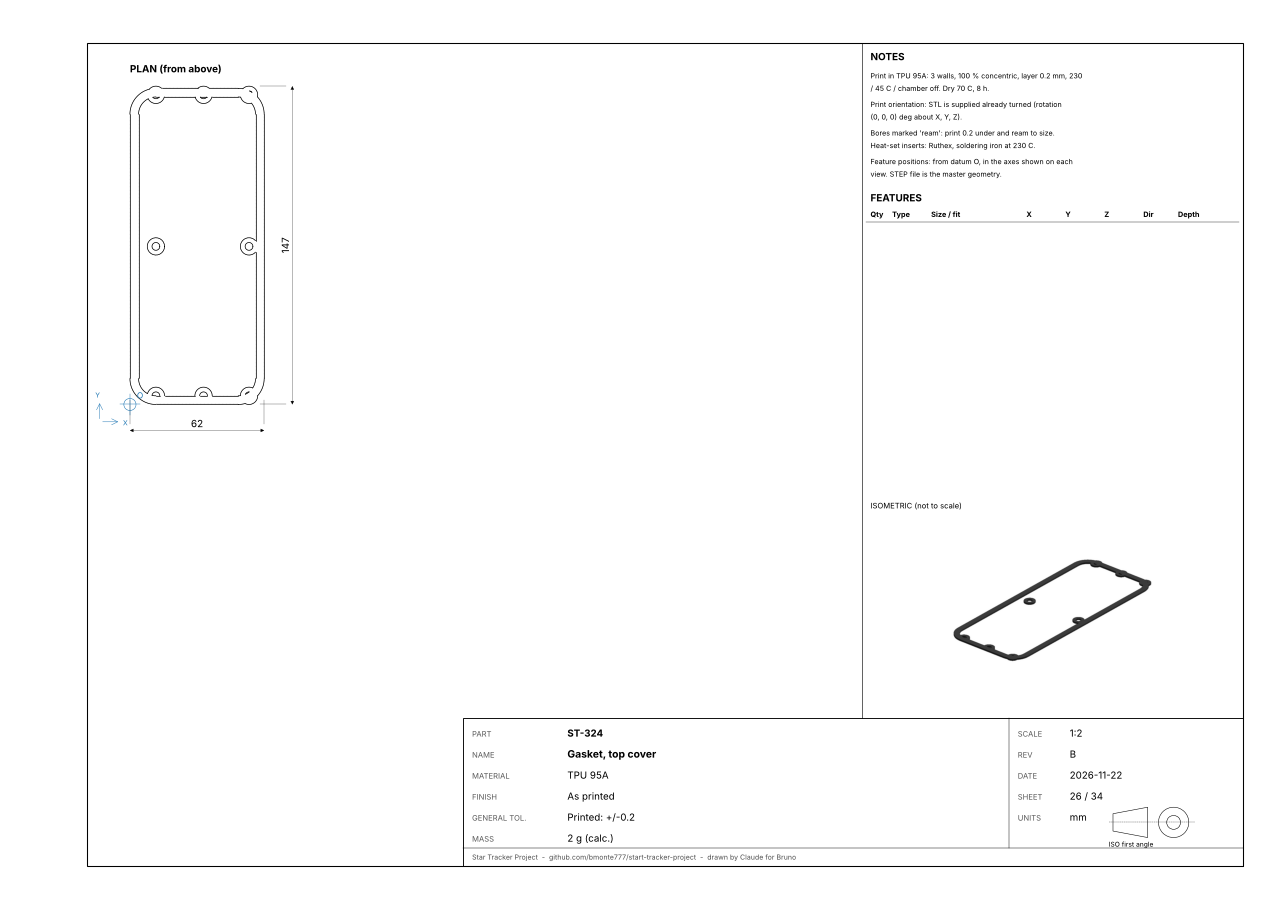 PLAN (from above)
147
O
Y
X
62
NOTES
Print in TPU 95A: 3 walls, 100 % concentric, layer 0.2 mm, 230
/ 45 C / chamber off. Dry 70 C, 8 h.
Print orientation: STL is supplied already turned (rotation
(0, 0, 0) deg about X, Y, Z).
Bores marked 'ream': print 0.2 under and ream to size.
Heat-set inserts: Ruthex, soldering iron at 230 C.
Feature positions: from datum O, in the axes shown on each
view. STEP file is the master geometry.
FEATURES
Qty Type Size / fit X Y Z Dir Depth
ISOMETRIC (not to scale)
PART ST-324
NAME Gasket, top cover
MATERIAL TPU 95A
FINISH As printed
GENERAL TOL. Printed: +/-0.2
MASS 2 g (calc.)
SCALE 1:2
REV B
DATE 2026-11-22
SHEET 26 / 34
UNITS mm
ISO first angle
Star Tracker Project - github.com/bmonte777/start-tracker-project - drawn by Claude for Bruno